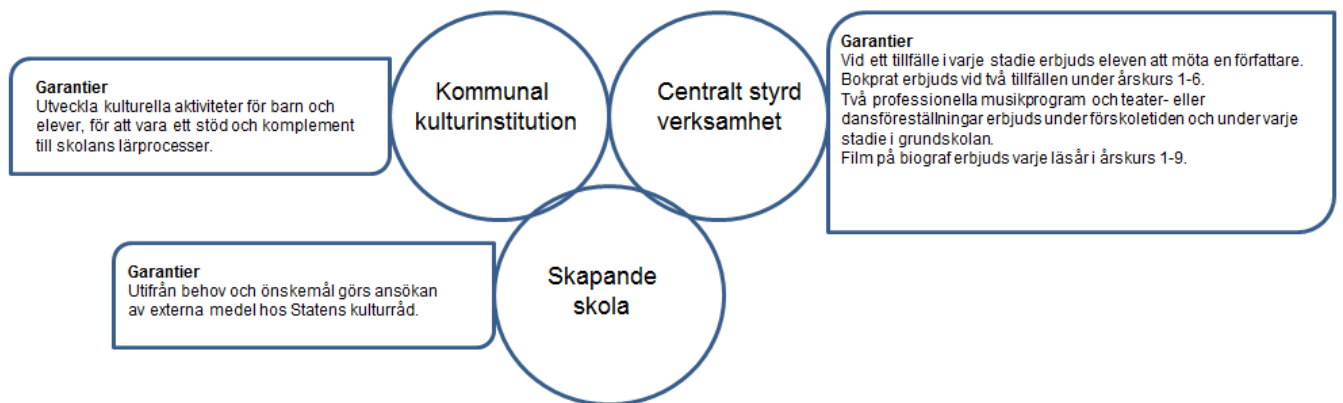 Garantier
Utveckla kulturella aktiviteter för barn och
elever, för att vara ett stöd och komplement
till skolans lärprocesser.
Kommunal
kulturinstitution
Centralt styrd
verksamhet
Garantier
Vid ett tillfälle i varje stadie erbjuds eleven att möta en författare.
Bokprat erbjuds vid två tillfällen under årskurs 1-6.
Två professionella musikprogram och teater- eller
dansföreställningar erbjuds under förskoletiden och under varje
stadie i grundskolan.
Film på biograf erbjuds varje läsår i årskurs 1-9.
Garantier
Utifrån behov och önskemål görs ansökan
av externa medel hos Statens kulturråd.
Skapande
skola